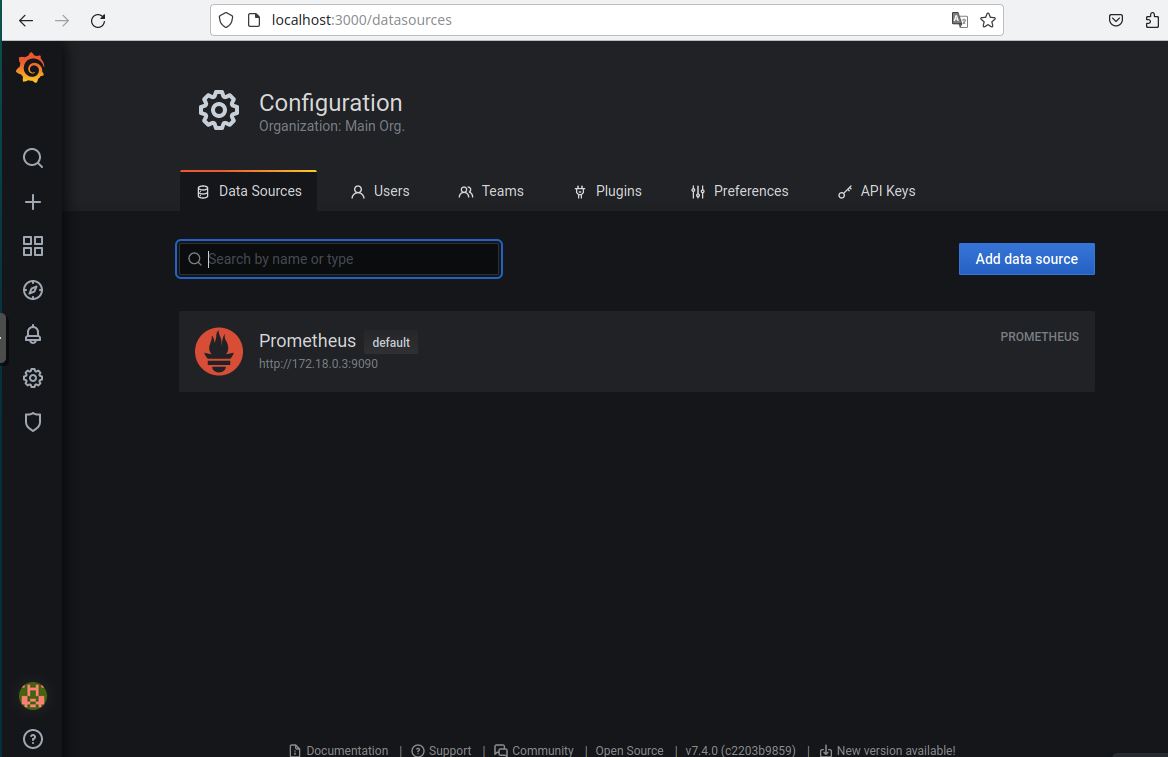 localhost:3000/datasources
Configuration
Organization: Main Org.
Data Sources Users Teams Plugins Preferences API Keys
Search by name or type Add data source
Prometheus default PROMETHEUS
http://172.18.0.3:9090
Documentation | Support | Community | Open Source | v7.4.0 (c2203b9859) | New version available!